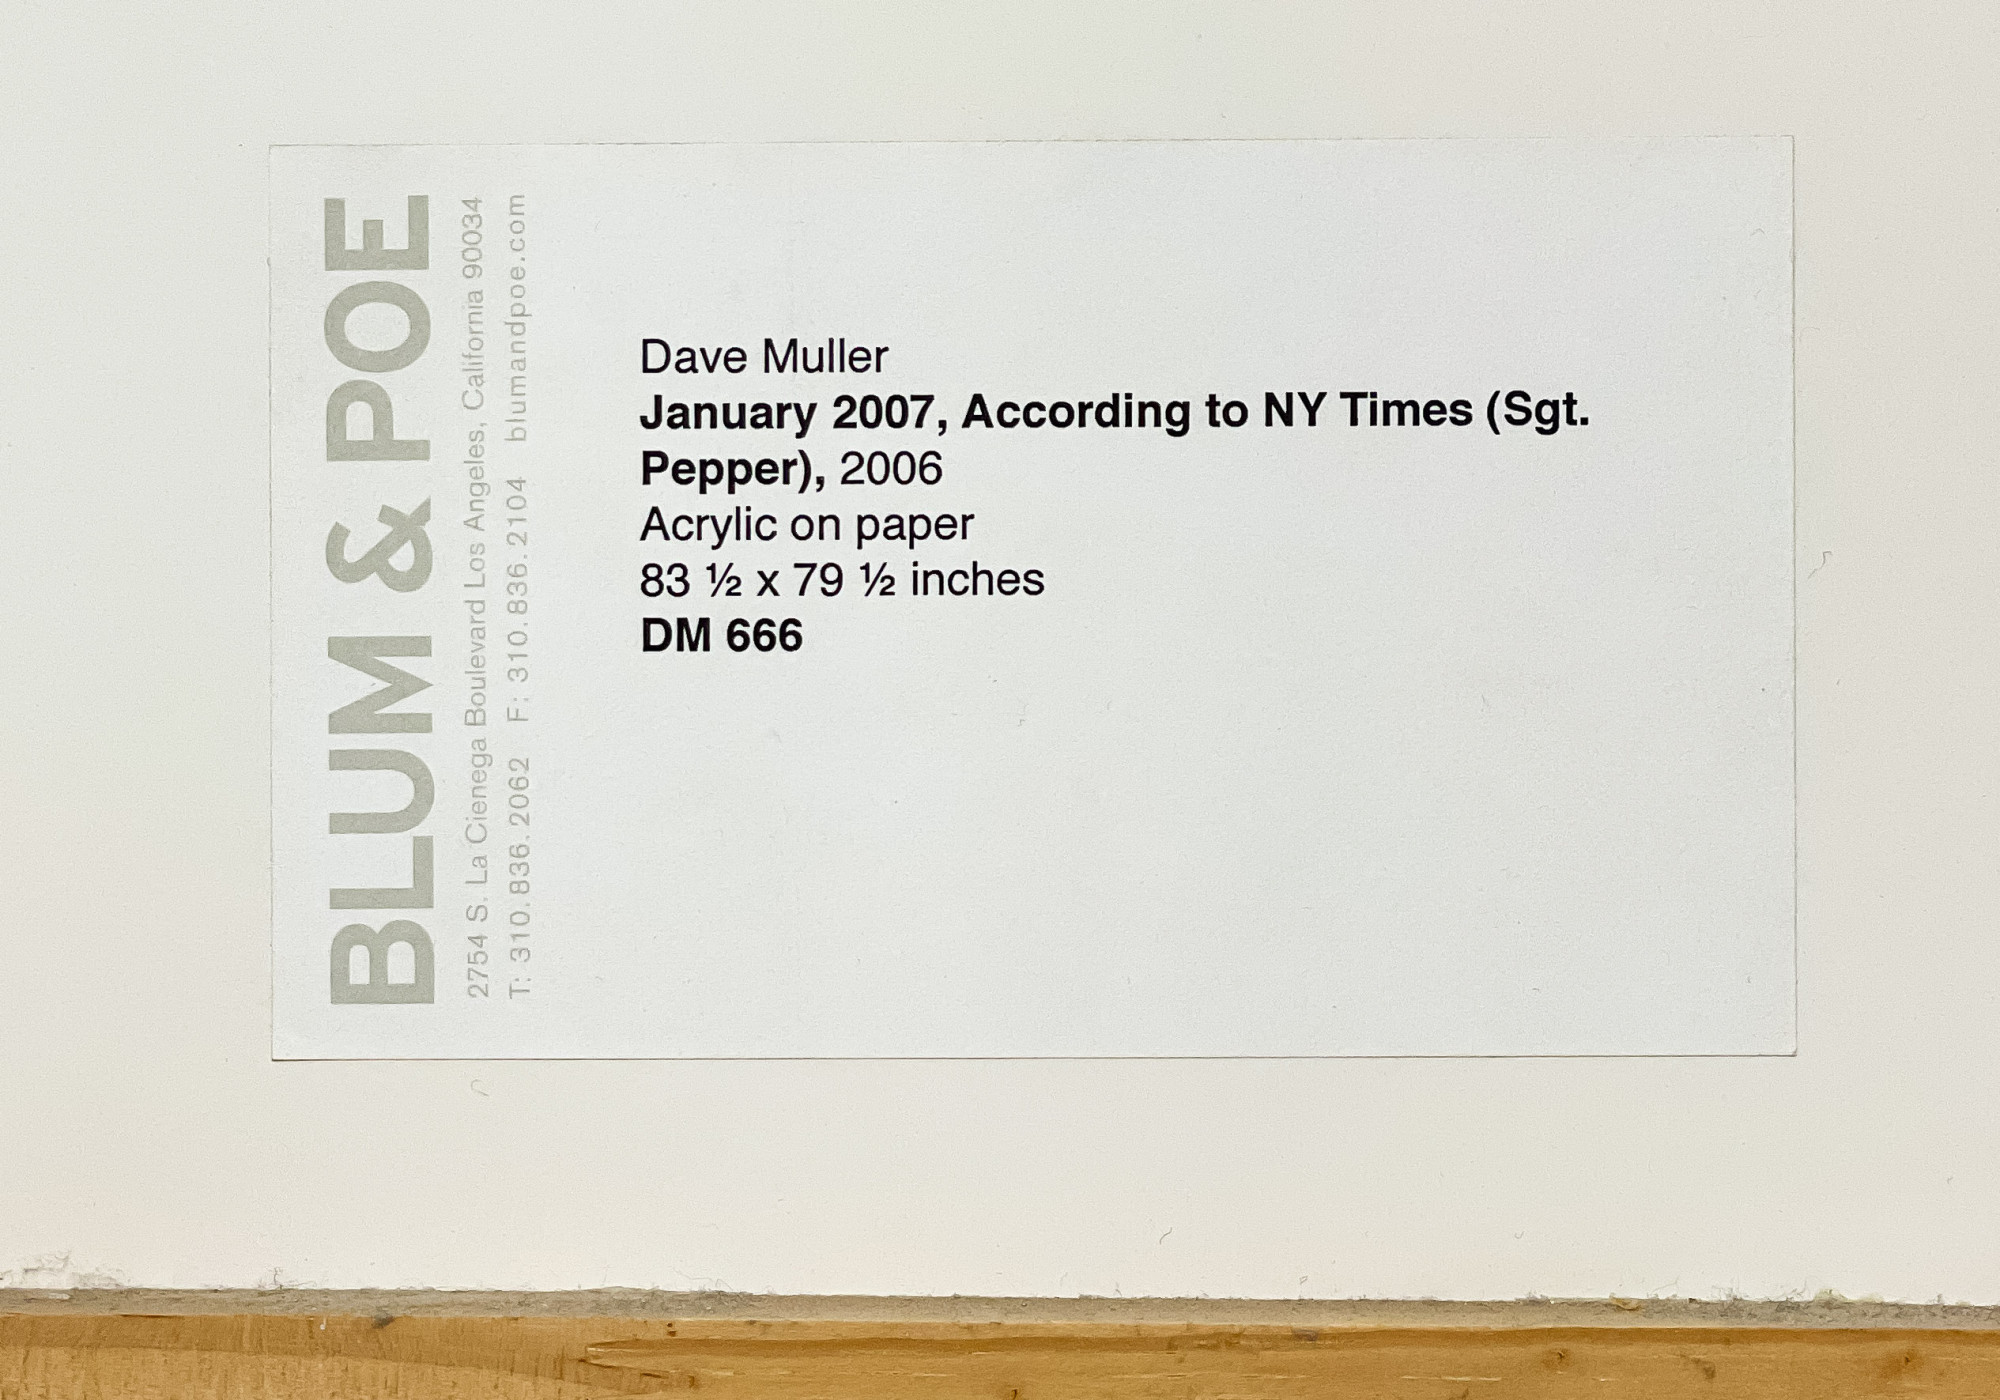 BLUM & POE
2754 S. La Cienega Boulevard Los Angeles, California 90034
T: 310.836.2062 F: 310.836.2104 blumandpoe.com
Dave Muller
January 2007, According to NY Times (Sgt.
Pepper), 2006
Acrylic on paper
83 ½ x 79 ½ inches
DM 666